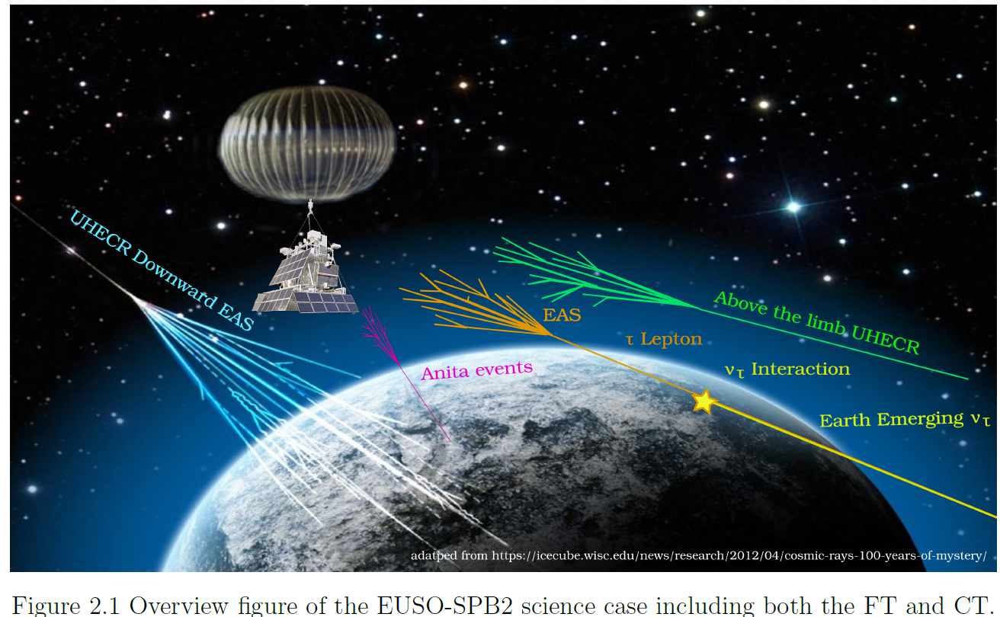 UHECR Downward EAS
Above the limb UHECR
EAS
τ Lepton
ντ Interaction
Anita events
Earth Emerging ντ
adatped from https://icecube.wisc.edu/news/research/2012/04/cosmic-rays-100-years-of-mystery/
Figure 2.1 Overview figure of the EUSO-SPB2 science case including both the FT and CT